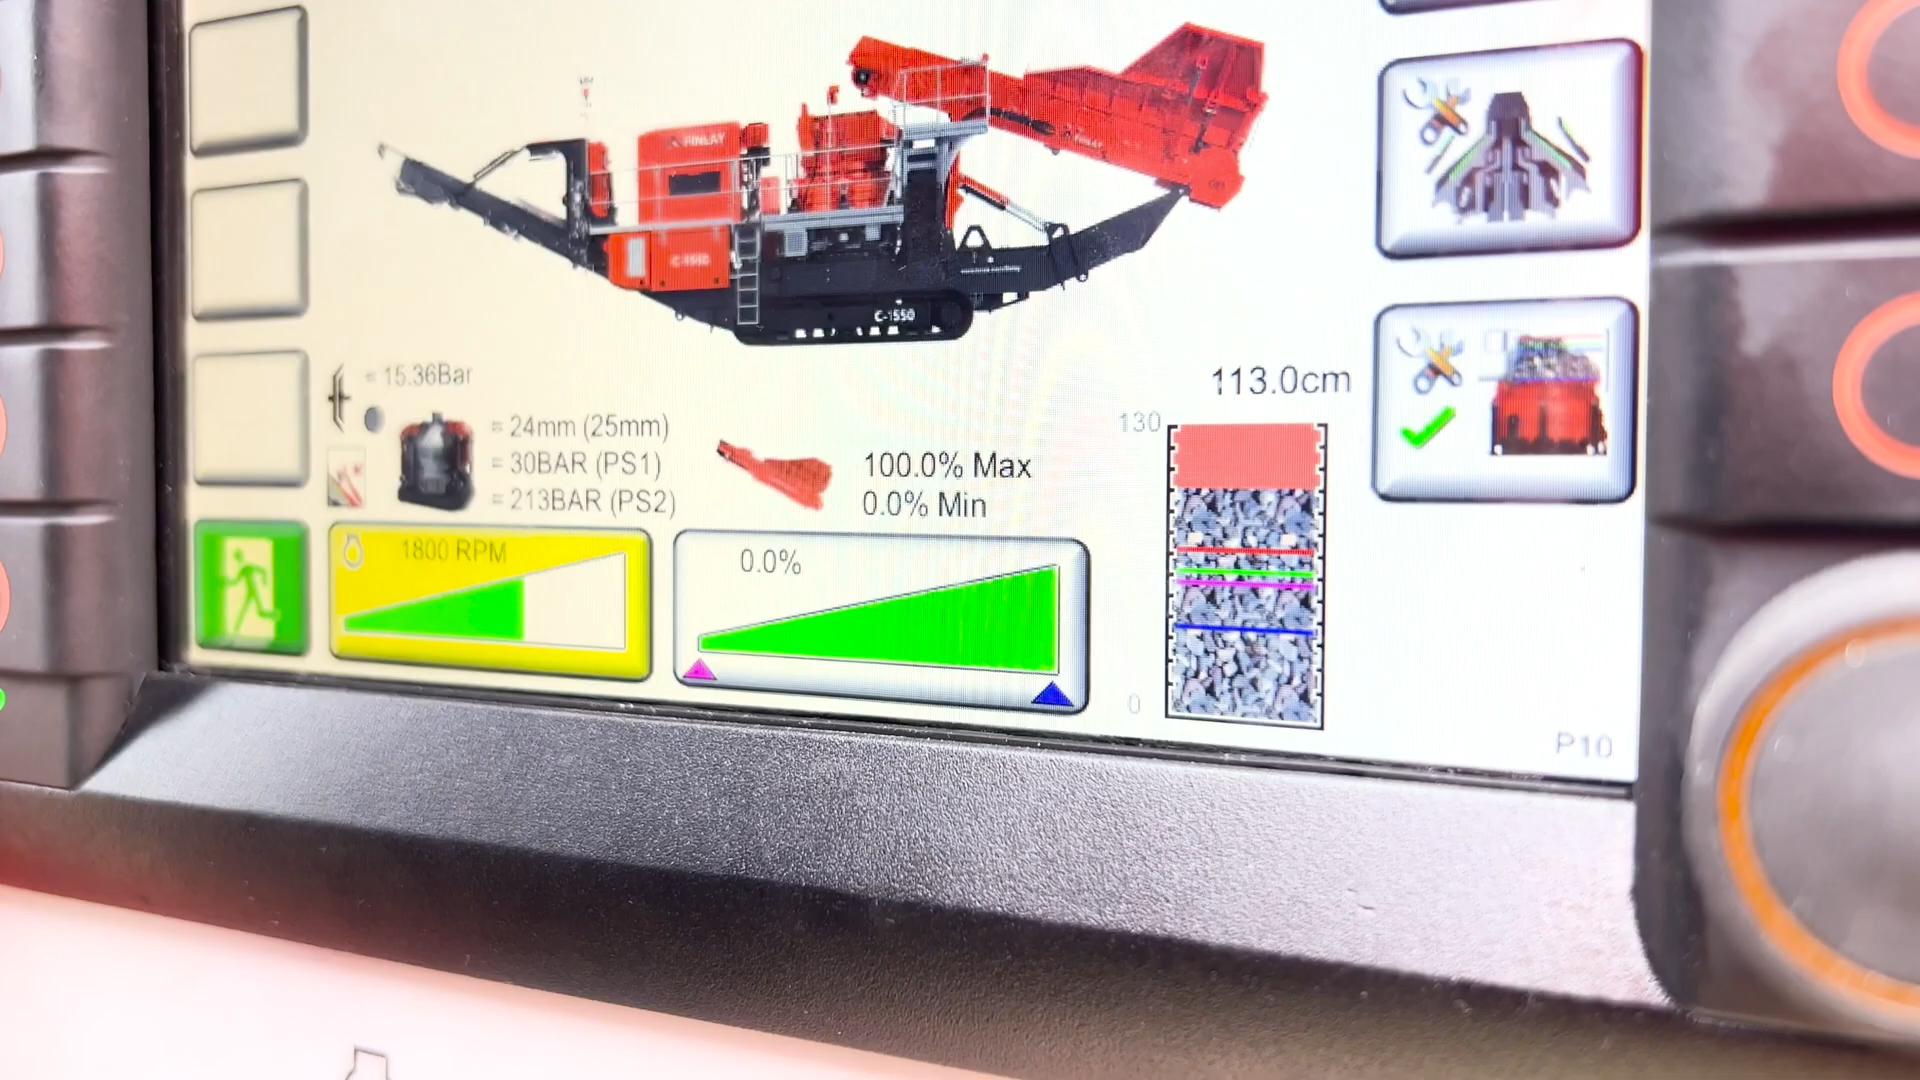 FINLAY
C-1550
C-1550
= 15.36Bar
= 24mm (25mm)
= 30BAR (PS1)
= 213BAR (PS2)
100.0% Max
0.0% Min
113.0cm
130
0
1800 RPM
0.0%
P10